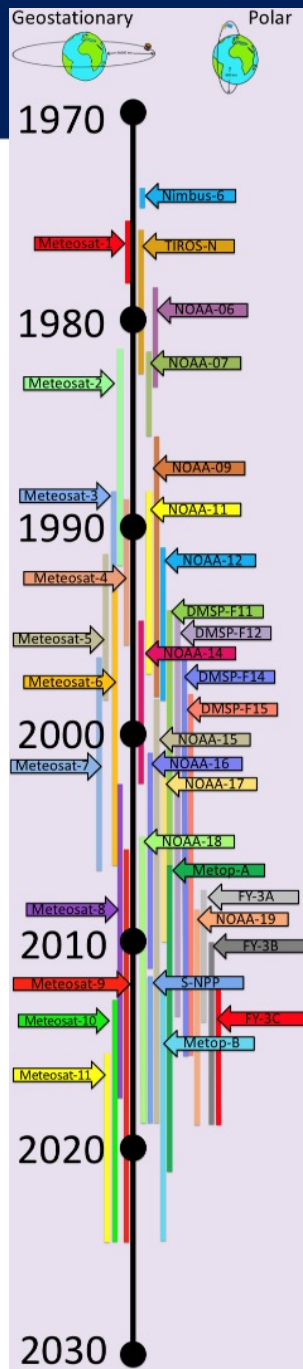 Geostationary Polar
1970
Nimbus-6
Meteosat-1 TIROS-N
NOAA-06
1980
NOAA-07
Meteosat-2
NOAA-09
Meteosat-3
NOAA-11
1990
NOAA-12
Meteosat-4
DMSP-F11
DMSP-F12
Meteosat-5
NOAA-14
DMSP-F14
Meteosat-6
DMSP-F15
2000
NOAA-15
Meteosat-7 NOAA-16
NOAA-17
NOAA-18
Metop-A
FY-3A
Meteosat-8
NOAA-19
2010
FY-3B
Meteosat-9 S-NPP
Meteosat-10 FY-3C
Metop-B
Meteosat-11
2020
2030